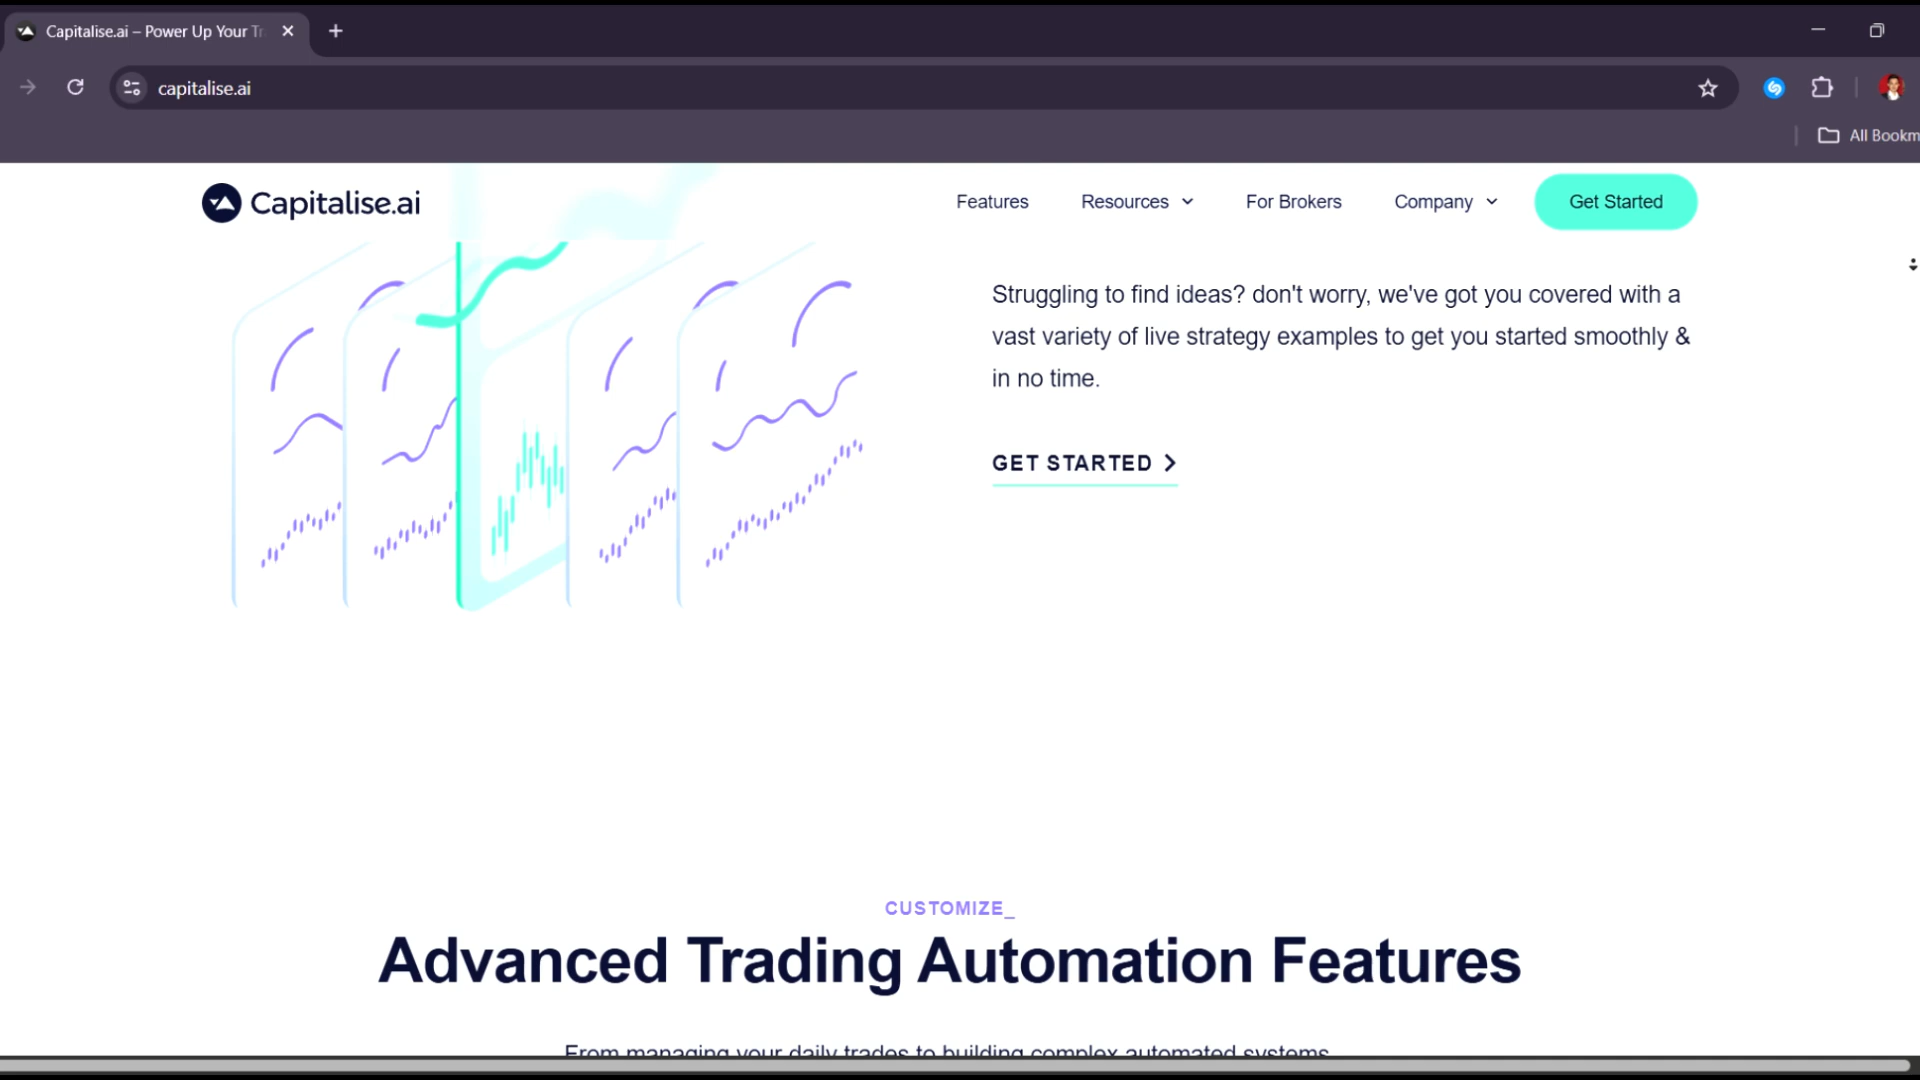 Capitalise.ai – Power Up Your Tr
capitalise.ai
All Bookm
Capitalise.ai
Features
Resources
For Brokers
Company
Get Started
Struggling to find ideas? don't worry, we've got you covered with a
vast variety of live strategy examples to get you started smoothly &
in no time.
GET STARTED
CUSTOMIZE_
Advanced Trading Automation Features
From managing your daily trades to building complex automated systems